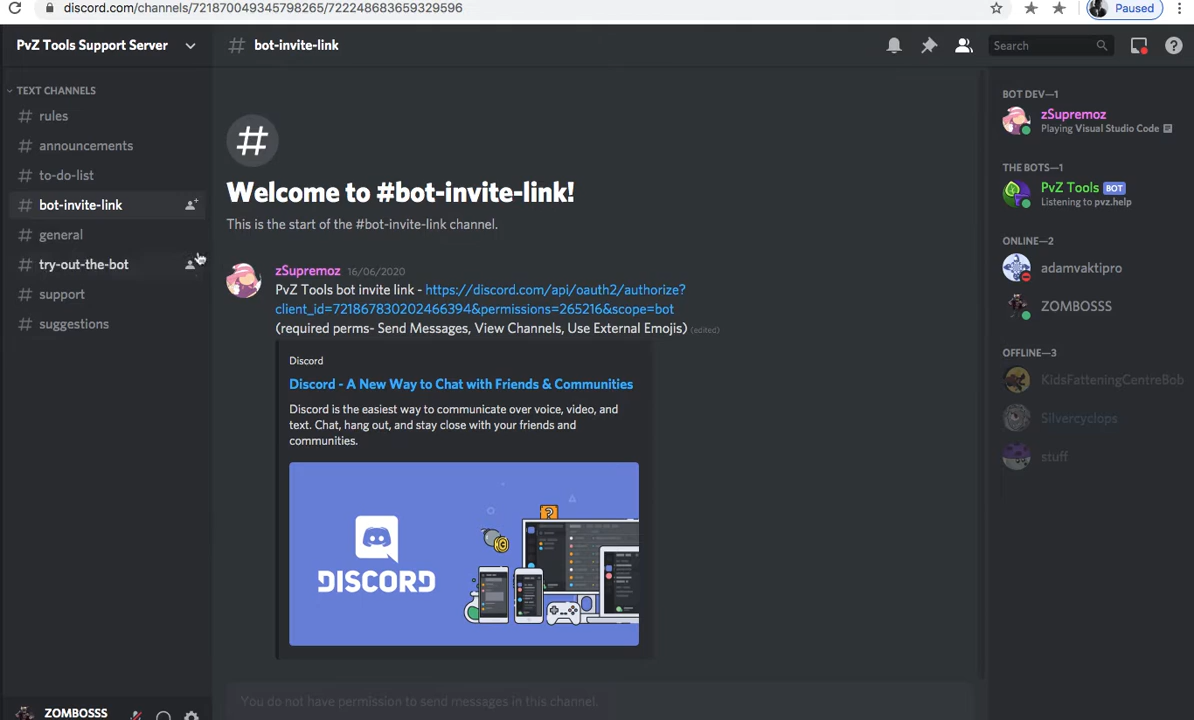 discord.com/channels/721870049345798265/722248683659329596
Paused
PvZ Tools Support Server
# bot-invite-link
Search
TEXT CHANNELS
# rules
# announcements
# to-do-list
# bot-invite-link
# general
# try-out-the-bot
# support
# suggestions
#
Welcome to #bot-invite-link!
This is the start of the #bot-invite-link channel.
zSupremoz 16/06/2020
PvZ Tools bot invite link - https://discord.com/api/oauth2/authorize?
client_id=721867830202466394&permissions=265216&scope=bot
(required perms- Send Messages, View Channels, Use External Emojis) (edited)
Discord
Discord - A New Way to Chat with Friends & Communities
Discord is the easiest way to communicate over voice, video, and
text. Chat, hang out, and stay close with your friends and
communities.
DISCORD
You do not have permission to send messages in this channel.
BOT DEV—1
zSupremoz
Playing Visual Studio Code
THE BOTS—1
PvZ Tools BOT
Listening to pvz.help
ONLINE—2
adamvaktipro
ZOMBOSSS
OFFLINE—3
KidsFatteningCentreBob
Silvercyclops
stuff
ZOMBOSSS